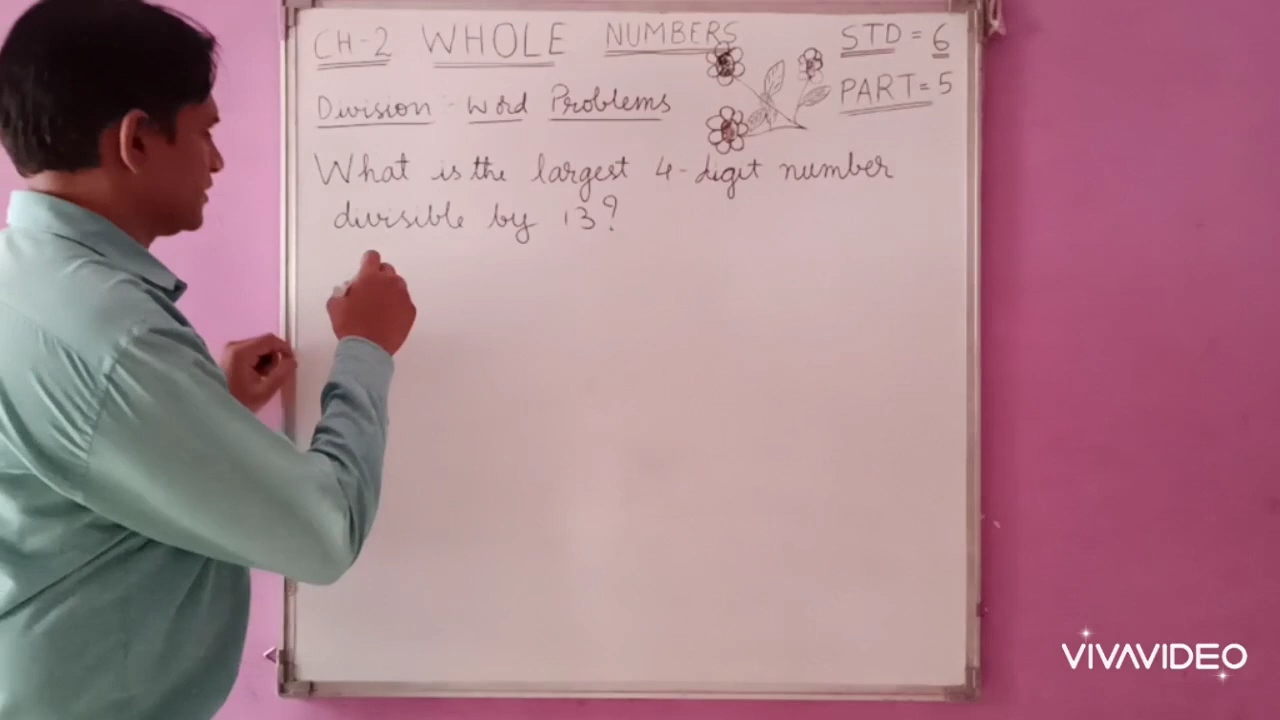 CH-2 WHOLE NUMBERS STD = 6
Division - Word Problems PART = 5
What is the largest 4-digit number
divisible by 13?
VIVAVIDEO